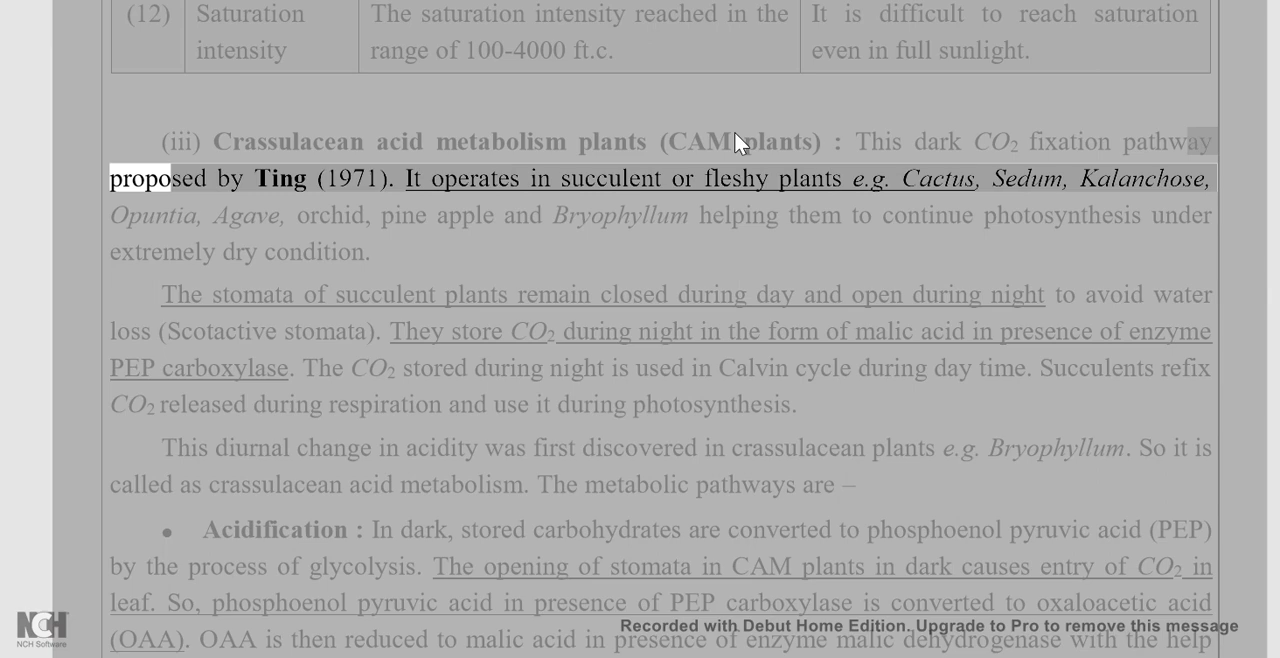 (12) Saturation The saturation intensity reached in the It is difficult to reach saturation
intensity range of 100-4000 ft.c. even in full sunlight.
(iii) Crassulacean acid metabolism plants (CAM plants) : This dark CO2 fixation pathway
proposed by Ting (1971). It operates in succulent or fleshy plants e.g. Cactus, Sedum, Kalanchose,
Opuntia, Agave, orchid, pine apple and Bryophyllum helping them to continue photosynthesis under
extremely dry condition.
The stomata of succulent plants remain closed during day and open during night to avoid water
loss (Scotactive stomata). They store CO2 during night in the form of malic acid in presence of enzyme
PEP carboxylase. The CO2 stored during night is used in Calvin cycle during day time. Succulents refix
CO2 released during respiration and use it during photosynthesis.
This diurnal change in acidity was first discovered in crassulacean plants e.g. Bryophyllum. So it is
called as crassulacean acid metabolism. The metabolic pathways are –
• Acidification : In dark, stored carbohydrates are converted to phosphoenol pyruvic acid (PEP)
by the process of glycolysis. The opening of stomata in CAM plants in dark causes entry of CO2 in
leaf. So, phosphoenol pyruvic acid in presence of PEP carboxylase is converted to oxaloacetic acid
(OAA). OAA is then reduced to malic acid in presence of enzyme malic dehydrogenase with the help
NCH
NCH Software
Recorded with Debut Home Edition. Upgrade to Pro to remove this message